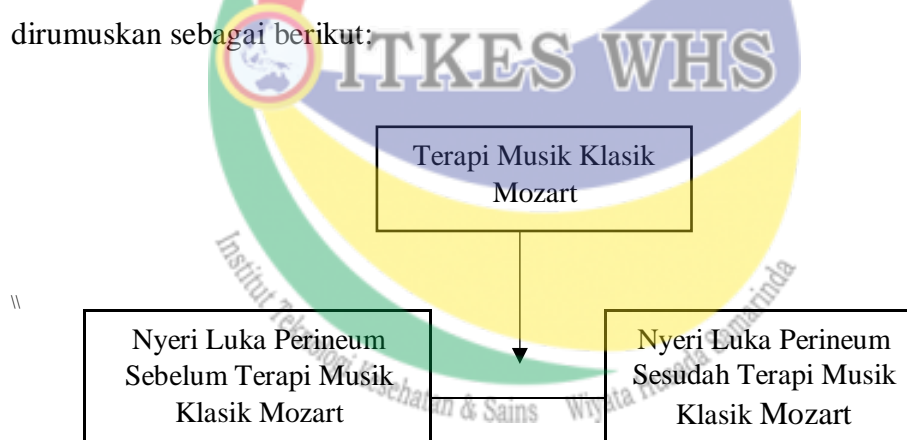 dirumuskan sebagai berikut:
ITKES WHS
Terapi Musik Klasik
Mozart
\\
Nyeri Luka Perineum
Sebelum Terapi Musik
Klasik Mozart
Nyeri Luka Perineum
Sesudah Terapi Musik
Klasik Mozart
Institut Teknologi Kesehatan & Sains Wiyata Husada Samarinda